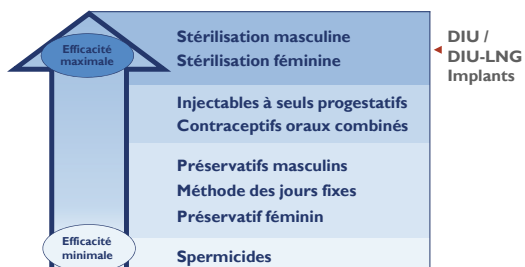 Efficacité
maximale
Stérilisation masculine
Stérilisation féminine
DIU /
DIU-LNG
Implants
Injectables à seuls progestatifs
Contraceptifs oraux combinés
Préservatifs masculins
Méthode des jours fixes
Préservatif féminin
Efficacité
minimale
Spermicides